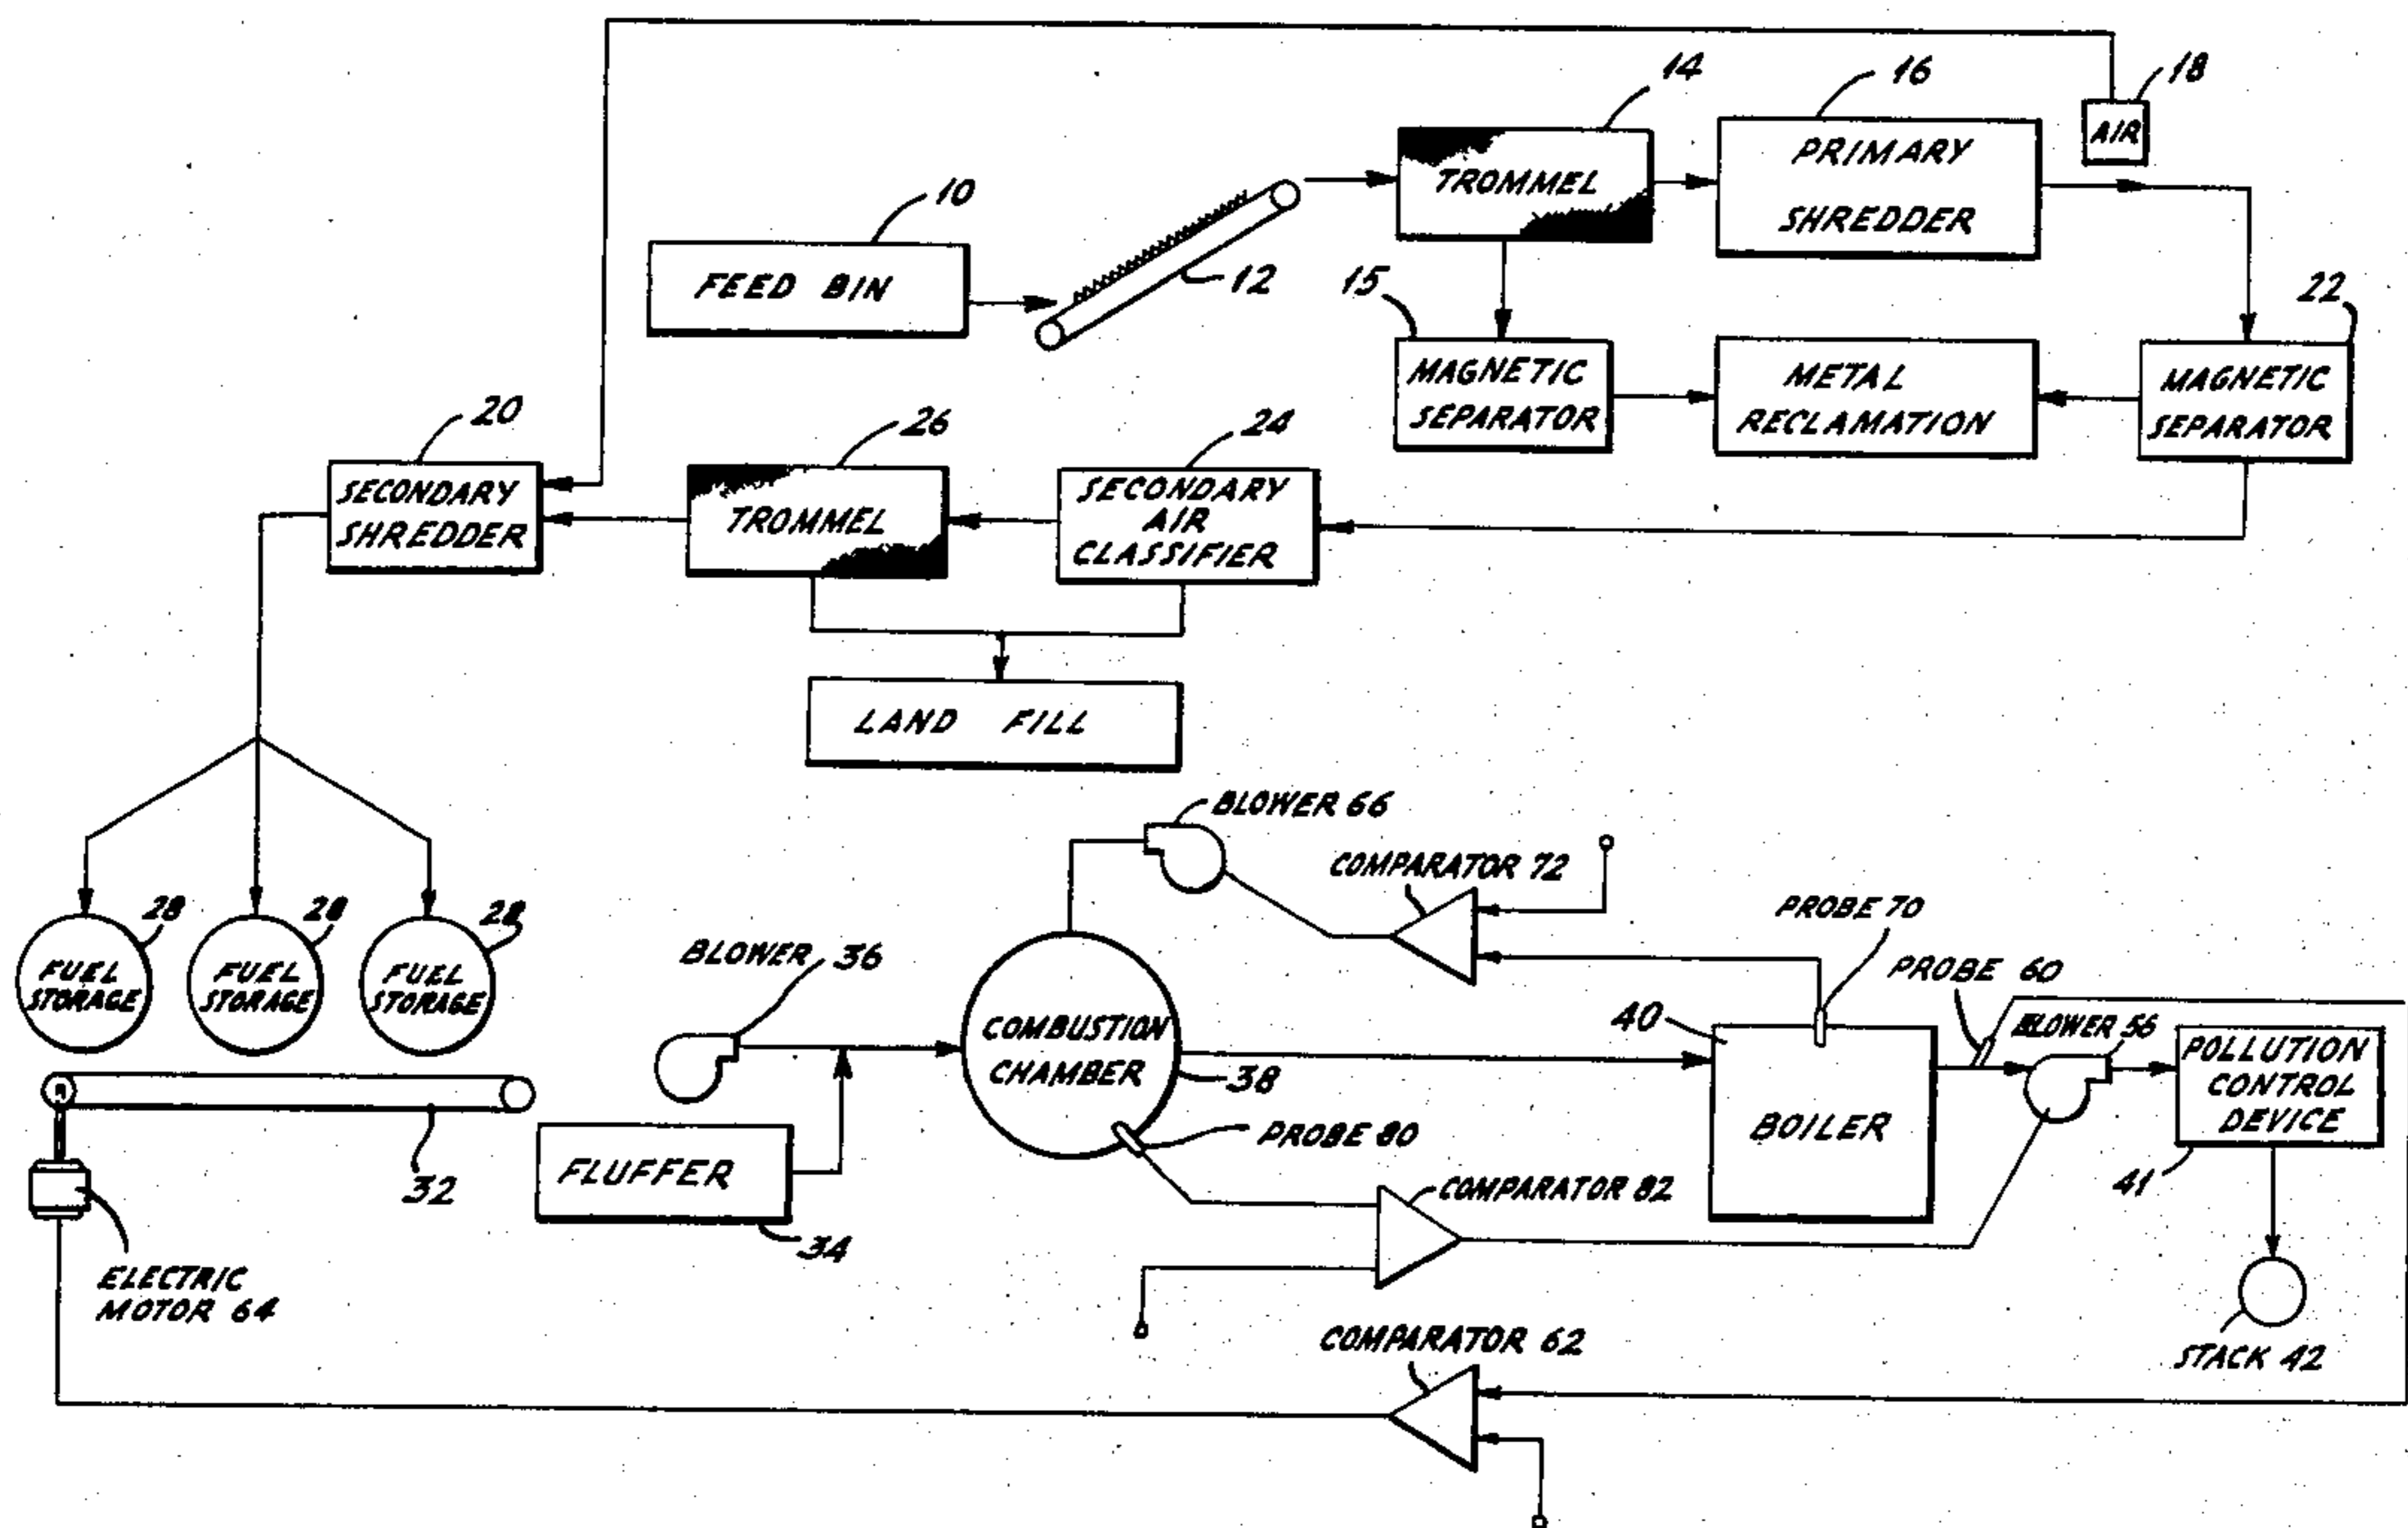 14
16
18
AIR
TROMMEL
PRIMARY
SHREDDER
10
FEED BIN
12
15
22
MAGNETIC
SEPARATOR
METAL
RECLAMATION
MAGNETIC
SEPARATOR
20
26
24
SECONDARY
SHREDDER
TROMMEL
SECONDARY
AIR
CLASSIFIER
LAND FILL
BLOWER 66
COMPARATOR 72
PROBE 70
28
28
28
FUEL
STORAGE
FUEL
STORAGE
FUEL
STORAGE
BLOWER 36
PROBE 60
40
BLOWER 56
COMBUSTION
CHAMBER
38
BOILER
POLLUTION
CONTROL
DEVICE
41
32
FLUFFER
34
PROBE 80
COMPARATOR 82
ELECTRIC
MOTOR 64
STACK 42
COMPARATOR 62